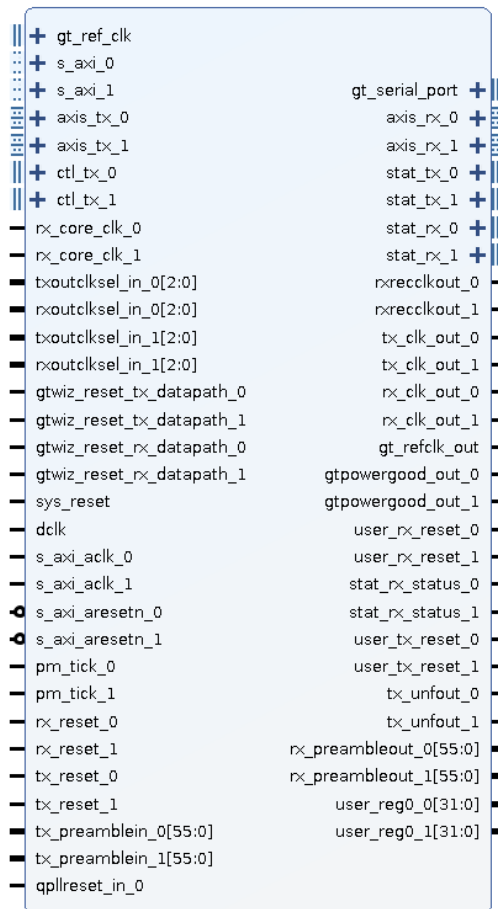 gt_ref_clk
s_axi_0
s_axi_1
axis_tx_0
axis_tx_1
ctl_tx_0
ctl_tx_1
rx_core_clk_0
rx_core_clk_1
txoutclksel_in_0[2:0]
rxoutclksel_in_0[2:0]
txoutclksel_in_1[2:0]
rxoutclksel_in_1[2:0]
gtwiz_reset_tx_datapath_0
gtwiz_reset_tx_datapath_1
gtwiz_reset_rx_datapath_0
gtwiz_reset_rx_datapath_1
sys_reset
dclk
s_axi_aclk_0
s_axi_aclk_1
s_axi_aresetn_0
s_axi_aresetn_1
pm_tick_0
pm_tick_1
rx_reset_0
rx_reset_1
tx_reset_0
tx_reset_1
tx_preamblein_0[55:0]
tx_preamblein_1[55:0]
qpllreset_in_0
gt_serial_port
axis_rx_0
axis_rx_1
stat_tx_0
stat_tx_1
stat_rx_0
stat_rx_1
rxrecclkout_0
rxrecclkout_1
tx_clk_out_0
tx_clk_out_1
rx_clk_out_0
rx_clk_out_1
gt_refclk_out
gtpowergood_out_0
gtpowergood_out_1
user_rx_reset_0
user_rx_reset_1
stat_rx_status_0
stat_rx_status_1
user_tx_reset_0
user_tx_reset_1
tx_unfout_0
tx_unfout_1
rx_preambleout_0[55:0]
rx_preambleout_1[55:0]
user_reg0_0[31:0]
user_reg0_1[31:0]